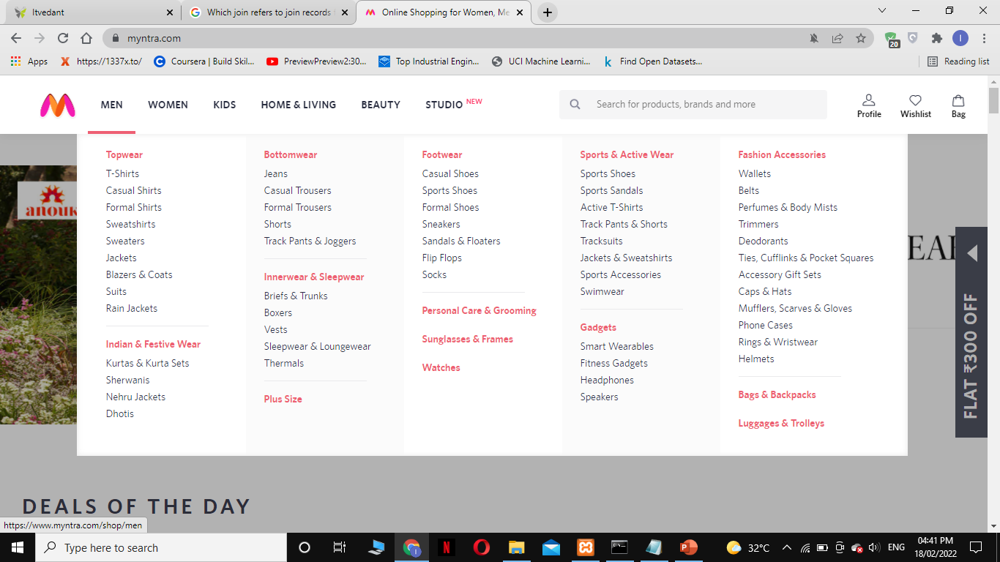 Itvedant
Which join refers to join records
Online Shopping for Women, Me
myntra.com
20
I
Apps
https://1337x.to/
Coursera | Build Skil...
PreviewPreview2:30...
Top Industrial Engin...
UCI Machine Learni...
Find Open Datasets...
Reading list
MEN
WOMEN
KIDS
HOME & LIVING
BEAUTY
STUDIO NEW
Search for products, brands and more
Profile
Wishlist
Bag
Topwear
T-Shirts
Casual Shirts
Formal Shirts
Sweatshirts
Sweaters
Jackets
Blazers & Coats
Suits
Rain Jackets
Indian & Festive Wear
Kurtas & Kurta Sets
Sherwanis
Nehru Jackets
Dhotis
Bottomwear
Jeans
Casual Trousers
Formal Trousers
Shorts
Track Pants & Joggers
Innerwear & Sleepwear
Briefs & Trunks
Boxers
Vests
Sleepwear & Loungewear
Thermals
Plus Size
Footwear
Casual Shoes
Sports Shoes
Formal Shoes
Sneakers
Sandals & Floaters
Flip Flops
Socks
Personal Care & Grooming
Sunglasses & Frames
Watches
Sports & Active Wear
Sports Shoes
Sports Sandals
Active T-Shirts
Track Pants & Shorts
Tracksuits
Jackets & Sweatshirts
Sports Accessories
Swimwear
Gadgets
Smart Wearables
Fitness Gadgets
Headphones
Speakers
Fashion Accessories
Wallets
Belts
Perfumes & Body Mists
Trimmers
Deodorants
Ties, Cufflinks & Pocket Squares
Accessory Gift Sets
Caps & Hats
Mufflers, Scarves & Gloves
Phone Cases
Rings & Wristwear
Helmets
Bags & Backpacks
Luggages & Trolleys
anouk
FLAT ₹300 OFF
DEALS OF THE DAY
https://www.myntra.com/shop/men
Type here to search
32°C
ENG
04:41 PM
18/02/2022